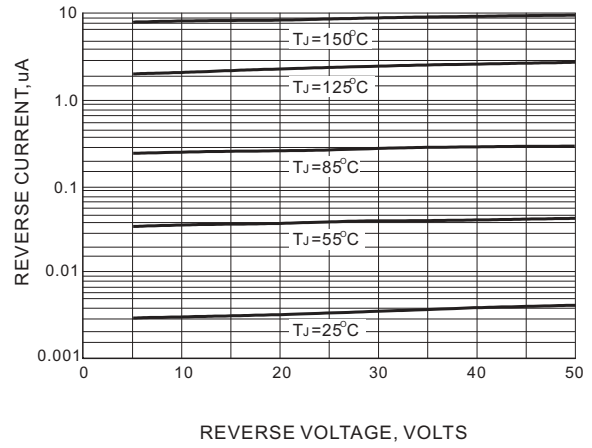 REVERSE CURRENT,uA
10
1.0
0.1
0.01
0.001
TJ=150°C
TJ=125°C
TJ=85°C
TJ=55°C
TJ=25°C
0 10 20 30 40 50
REVERSE VOLTAGE, VOLTS